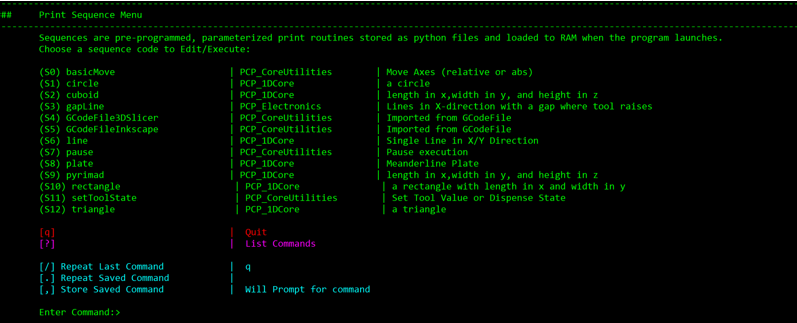 ##    Print Sequence Menu
Sequences are pre-programmed, parameterized print routines stored as python files and loaded to RAM when the program launches.
Choose a sequence code to Edit/Execute:
(S0) basicMove | PCP_CoreUtilities | Move Axes (relative or abs)
(S1) circle | PCP_1DCore | a circle
(S2) cuboid | PCP_1DCore | length in x,width in y, and height in z
(S3) gapLine | PCP_Electronics | Lines in X-direction with a gap where tool raises
(S4) GCodeFile3DSlicer | PCP_CoreUtilities | Imported from GCodeFile
(S5) GCodeFileInkscape | PCP_CoreUtilities | Imported from GCodeFile
(S6) line | PCP_1DCore | Single Line in X/Y Direction
(S7) pause | PCP_CoreUtilities | Pause execution
(S8) plate | PCP_1DCore | Meanderline Plate
(S9) pyrimad | PCP_1DCore | length in x,width in y, and height in z
(S10) rectangle | PCP_1DCore | a rectangle with length in x and width in y
(S11) setToolState | PCP_CoreUtilities | Set Tool Value or Dispense State
(S12) triangle | PCP_1DCore | a triangle
[q] | Quit
[?] | List Commands
[/] Repeat Last Command | q
[.] Repeat Saved Command |
[,] Store Saved Command | Will Prompt for command
Enter Command:>